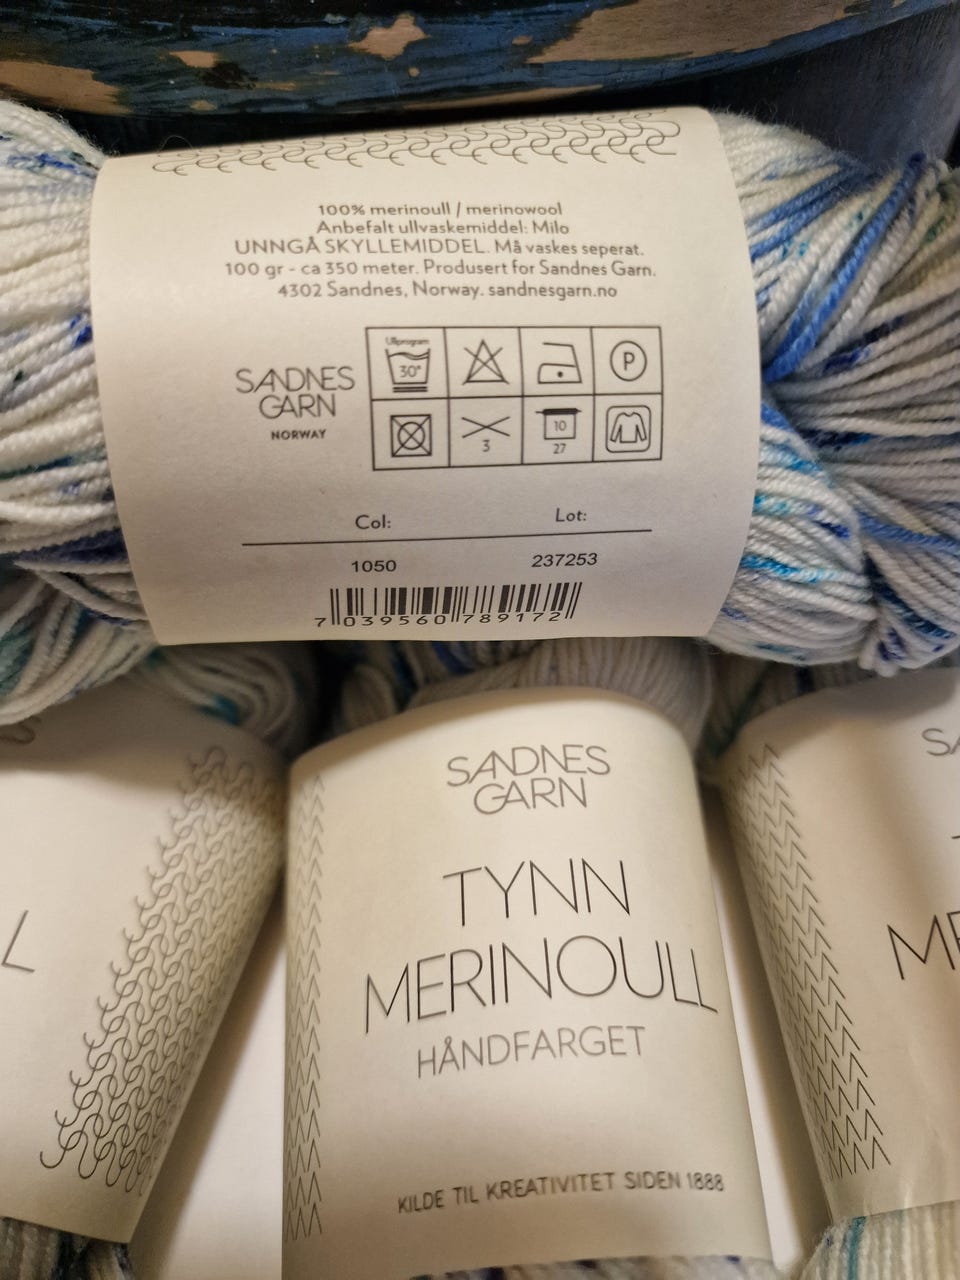 100% merinoull / merinowool
Anbefalt ullvaskemiddel: Milo
UNNGÅ SKYLLEMIDDEL. Må vaskes seperat.
100 gr - ca 350 meter. Produsert for Sandnes Garn.
4302 Sandnes, Norway. sandnesgarn.no
Ullprogram
30°
P
SANDNES
GARN
NORWAY
3
10
27
Col: Lot:
1050 237253
7 039560 789172
SANDNES
GARN
TYNN
MERINOULL
HÅNDFARGET
KILDE TIL KREATIVITET SIDEN 1888
L
SA
ME